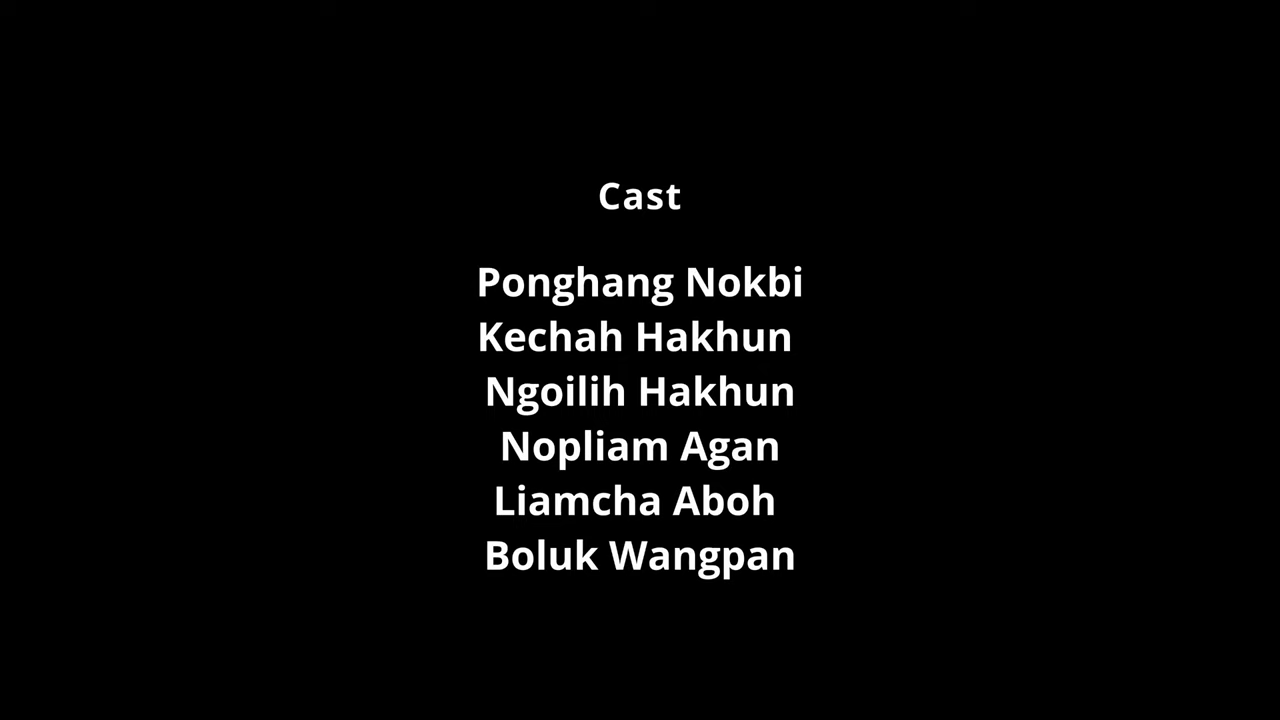 Cast
Ponghang Nokbi
Kechah Hakhun
Ngoilih Hakhun
Nopliam Agan
Liamcha Aboh
Boluk Wangpan